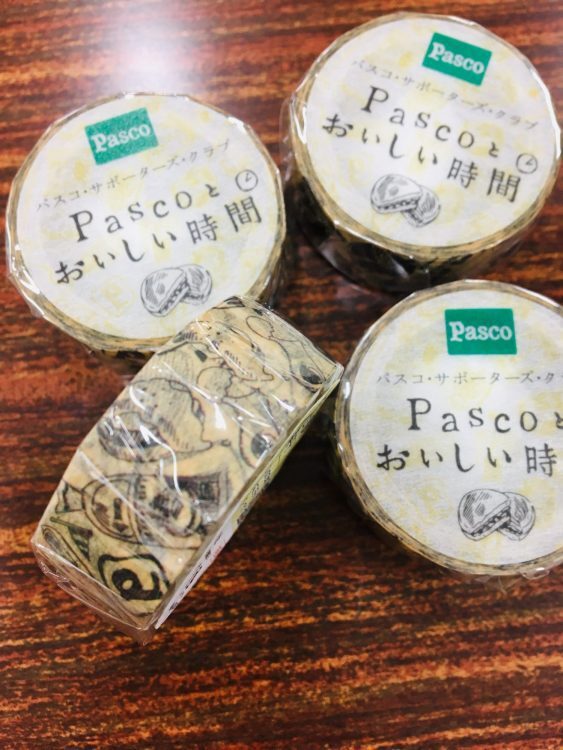 Pasco
パスコ・サポーターズ・クラブ
Pascoと
おいしい時間
Pasco
パスコ・サポーターズ・クラブ
Pascoと
おいしい時間
Pasco
パスコ・サポーターズ・ク
Pascoと
おいしい時